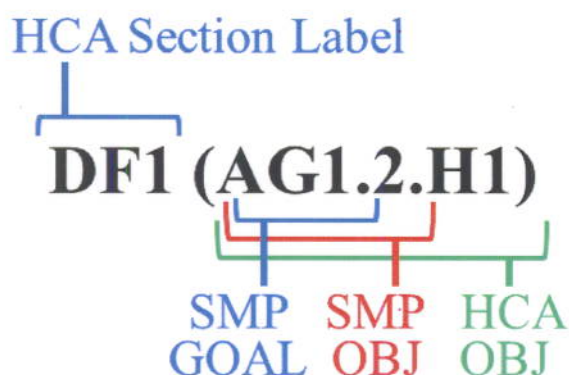 HCA Section Label
DF1 (AG1.2.H1)
SMP SMP HCA
GOAL OBJ OBJ